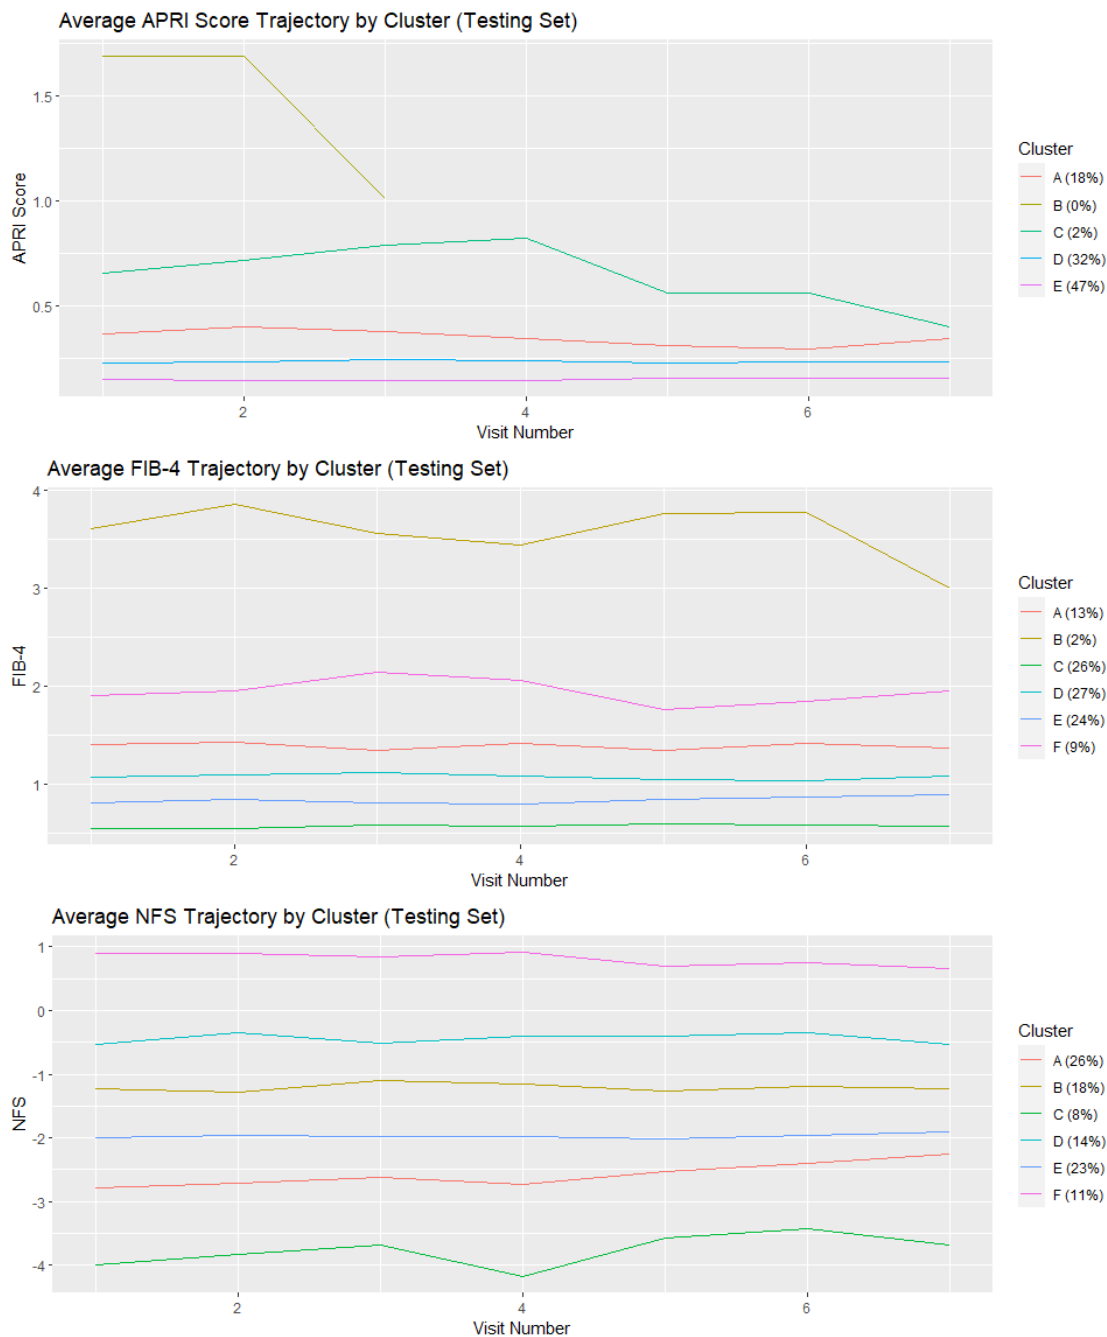 Average APRI Score Trajectory by Cluster (Testing Set)
1.5
1.0
0.5
APRI Score
2
4
6
Visit Number
Cluster
A (18%)
B (0%)
C (2%)
D (32%)
E (47%)
Average FIB-4 Trajectory by Cluster (Testing Set)
4
3
2
1
FIB-4
2
4
6
Visit Number
Cluster
A (13%)
B (2%)
C (26%)
D (27%)
E (24%)
F (9%)
Average NFS Trajectory by Cluster (Testing Set)
1
0
-1
-2
-3
-4
NFS
2
4
6
Visit Number
Cluster
A (26%)
B (18%)
C (8%)
D (14%)
E (23%)
F (11%)